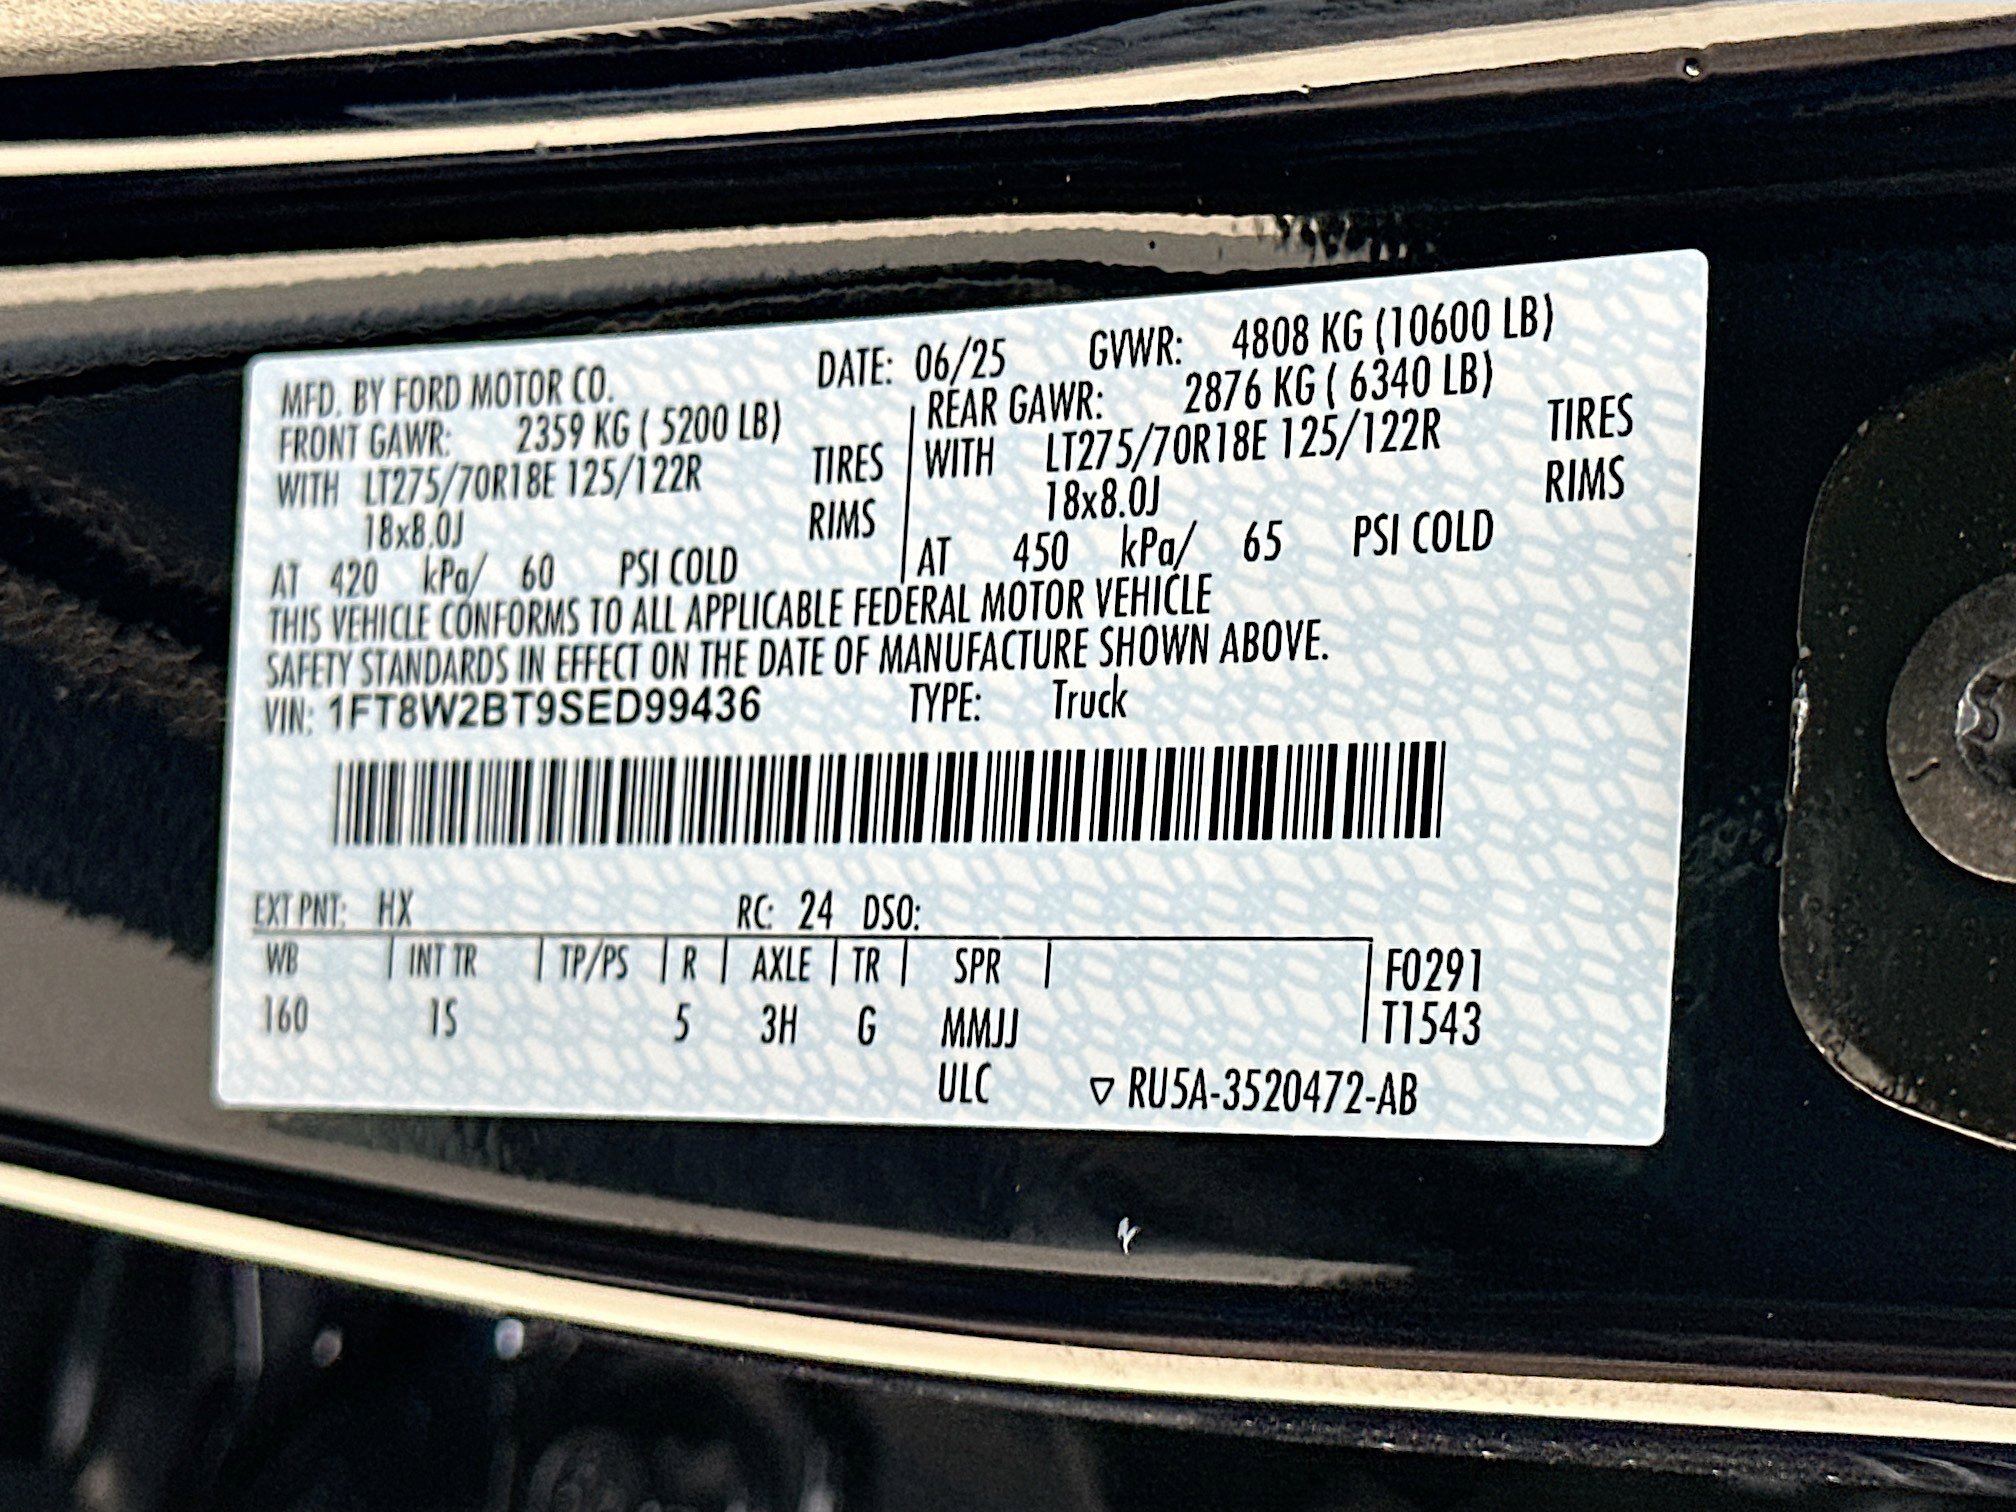 MFD. BY FORD MOTOR CO. DATE: 06/25 GVWR: 4808 KG (10600 LB)
FRONT GAWR: 2359 KG ( 5200 LB)
WITH LT275/70R18E 125/122R TIRES
18x8.0J RIMS
AT 420 kPa/ 60 PSI COLD
REAR GAWR: 2876 KG ( 6340 LB)
WITH LT275/70R18E 125/122R TIRES
18x8.0J RIMS
AT 450 kPa/ 65 PSI COLD
THIS VEHICLE CONFORMS TO ALL APPLICABLE FEDERAL MOTOR VEHICLE
SAFETY STANDARDS IN EFFECT ON THE DATE OF MANUFACTURE SHOWN ABOVE.
VIN: 1FT8W2BT9SED99436 TYPE: Truck
EXT PNT: HX RC: 24 DSO:
WB | INT TR | TP/PS | R | AXLE | TR | SPR | F0291
160 1S 5 3H G MMJJ T1543
ULC ▽ RU5A-3520472-AB